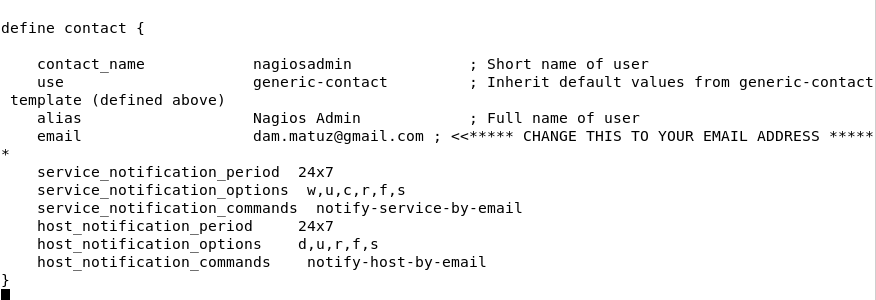 define contact {
    contact_name            nagiosadmin             ; Short name of user
    use                     generic-contact         ; Inherit default values from generic-contact
 template (defined above)
    alias                   Nagios Admin            ; Full name of user
    email                   dam.matuz@gmail.com ; <<***** CHANGE THIS TO YOUR EMAIL ADDRESS *****
*
    service_notification_period  24x7
    service_notification_options  w,u,c,r,f,s
    service_notification_commands  notify-service-by-email
    host_notification_period     24x7
    host_notification_options    d,u,r,f,s
    host_notification_commands    notify-host-by-email
}